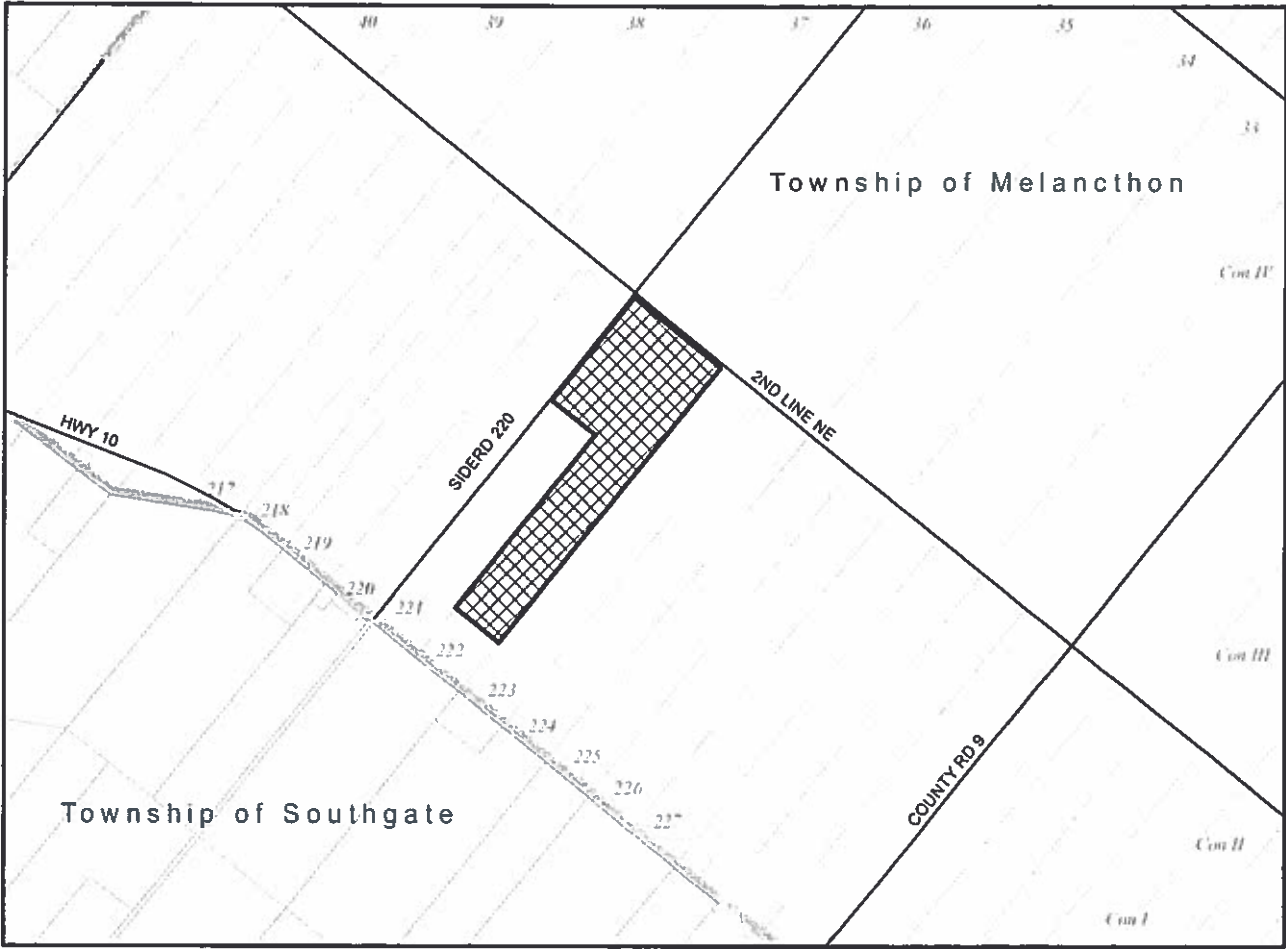 40 39 38 37 36 35
34
33
Township of Melancthon
Con IV
2ND LINE NE
HWY 10
SIDERD 220
217
218
219
220
221
222
223
224
225
226
227
Con III
COUNTY RD 9
Township of Southgate
Con II
Con I